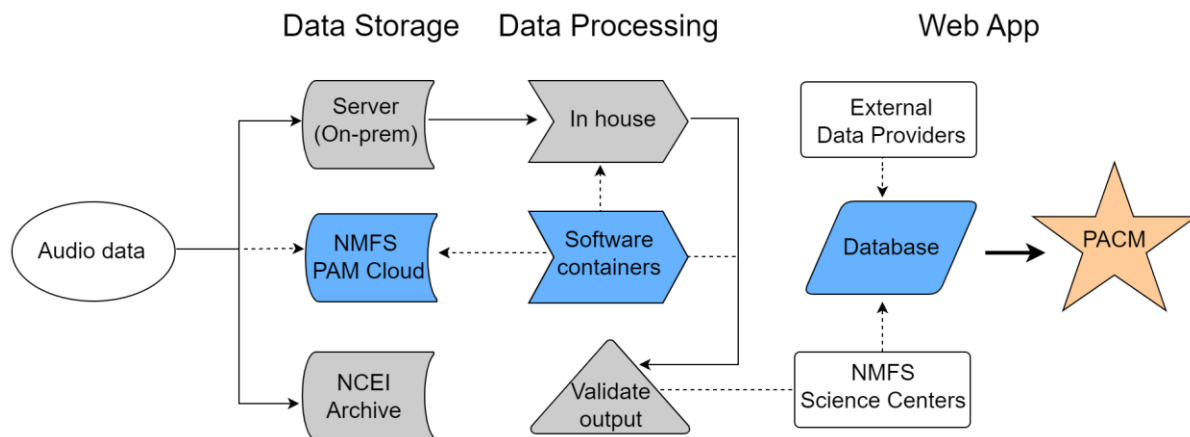 Data Storage
Data Processing
Web App
Server
(On-prem)
In house
External
Data Providers
Audio data
NMFS
PAM Cloud
Software
containers
Database
PACM
NCEI
Archive
Validate
output
NMFS
Science Centers